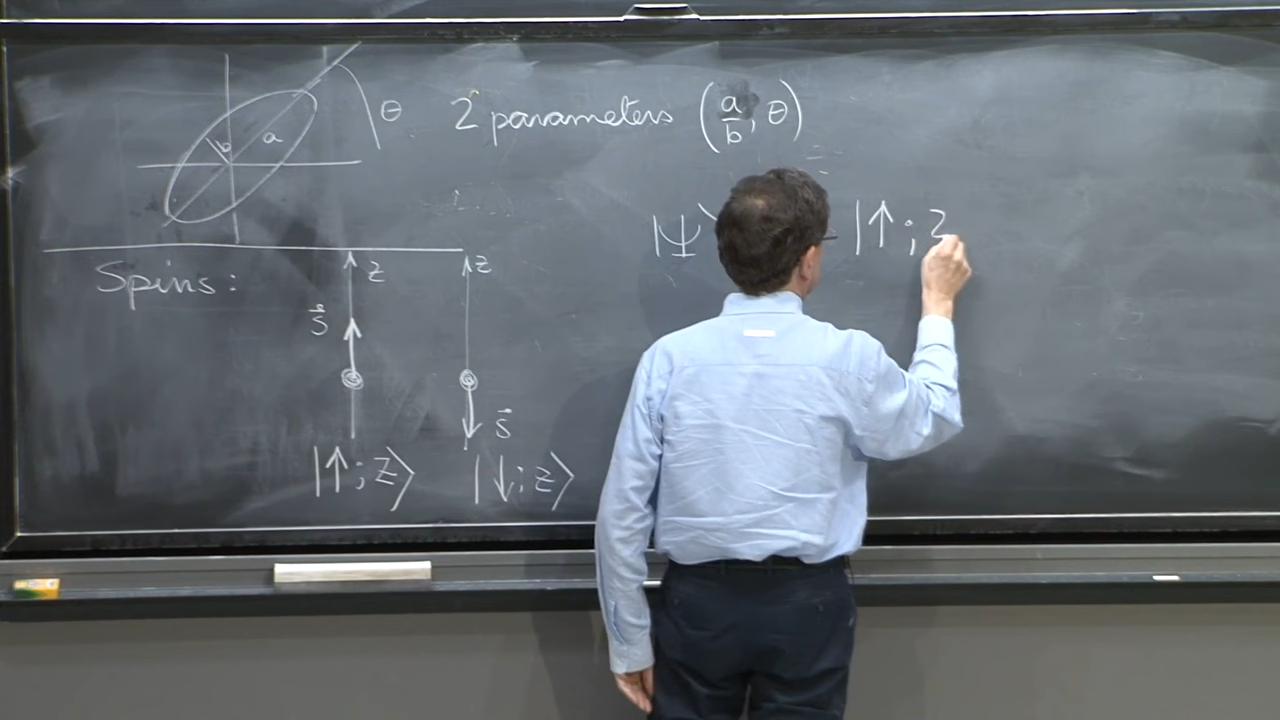 b a θ
2 parameters (a/b, θ)
|Ψ⟩ |↑; z
Spins: z z
s⃗
s⃗
|↑; z⟩ |↓; z⟩